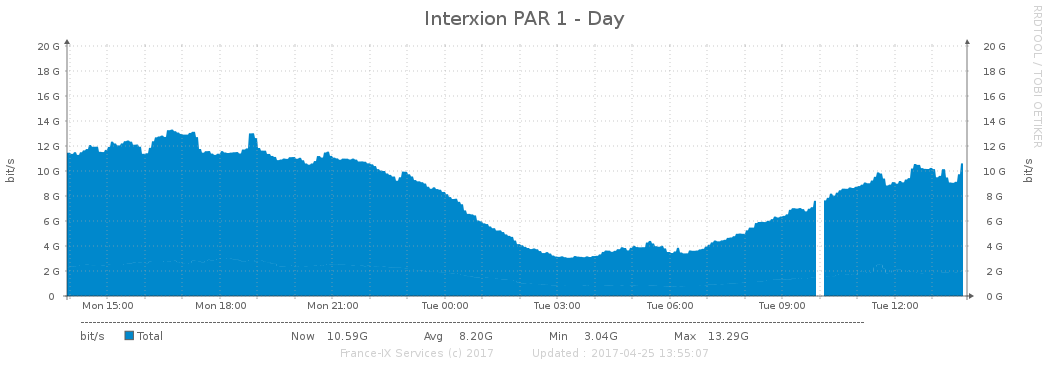 Interxion PAR 1 - Day
RRDTOOL / TOBI OETIKER
20 G 20 G
18 G 18 G
16 G 16 G
14 G 14 G
12 G 12 G
10 G 10 G
8 G 8 G
6 G 6 G
4 G 4 G
2 G 2 G
0 0 G
bit/s
bit/s
Mon 15:00 Mon 18:00 Mon 21:00 Tue 00:00 Tue 03:00 Tue 06:00 Tue 09:00 Tue 12:00
bit/s Total Now 10.59G Avg 8.20G Min 3.04G Max 13.29G
France-IX Services (c) 2017 Updated : 2017-04-25 13:55:07